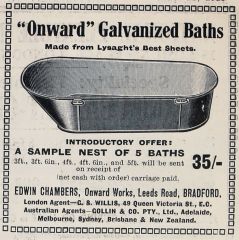 "Onward" Galvanized Baths
Made from Lysaght's Best Sheets.
INTRODUCTORY OFFER:
A SAMPLE NEST OF 5 BATHS
3ft., 3ft. 6in., 4ft., 4ft. 6in., and 5ft. will be sent
on receipt of
35/-
(net cash with order) carriage paid.
EDWIN CHAMBERS, Onward Works, Leeds Road, BRADFORD.
London Agent—G. S. WILLIS, 49 Queen Victoria St., E.C.
Australian Agents—COLLIN & CO. PTY., Ltd., Adelaide,
Melbourne, Sydney, Brisbane & New Zealand.